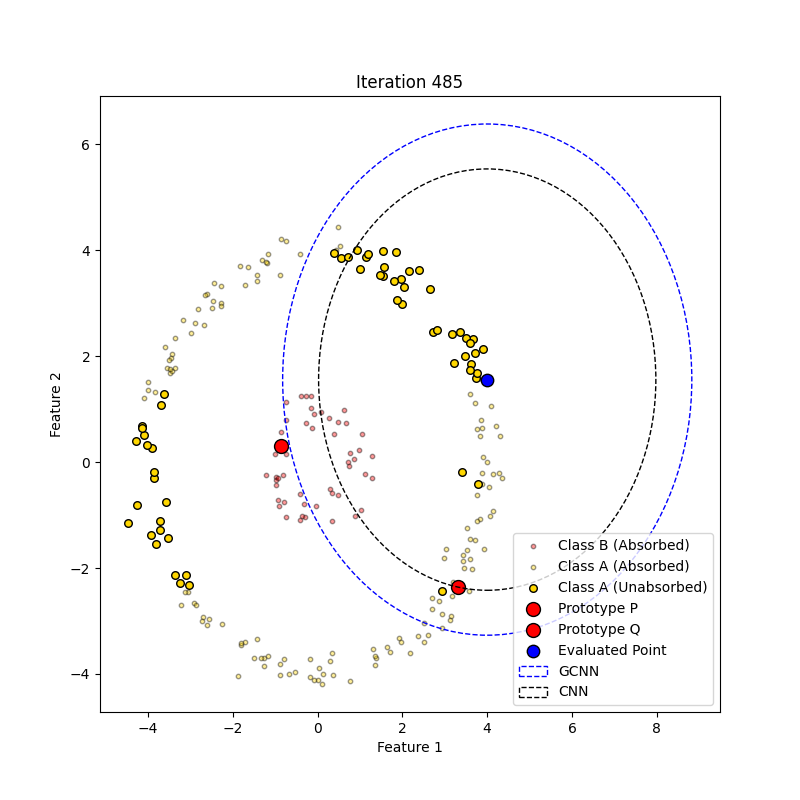 Iteration 485
Feature 2
6
4
2
0
−2
−4
−4
−2
0
2
4
6
8
Feature 1
Class B (Absorbed)
Class A (Absorbed)
Class A (Unabsorbed)
Prototype P
Prototype Q
Evaluated Point
GCNN
CNN